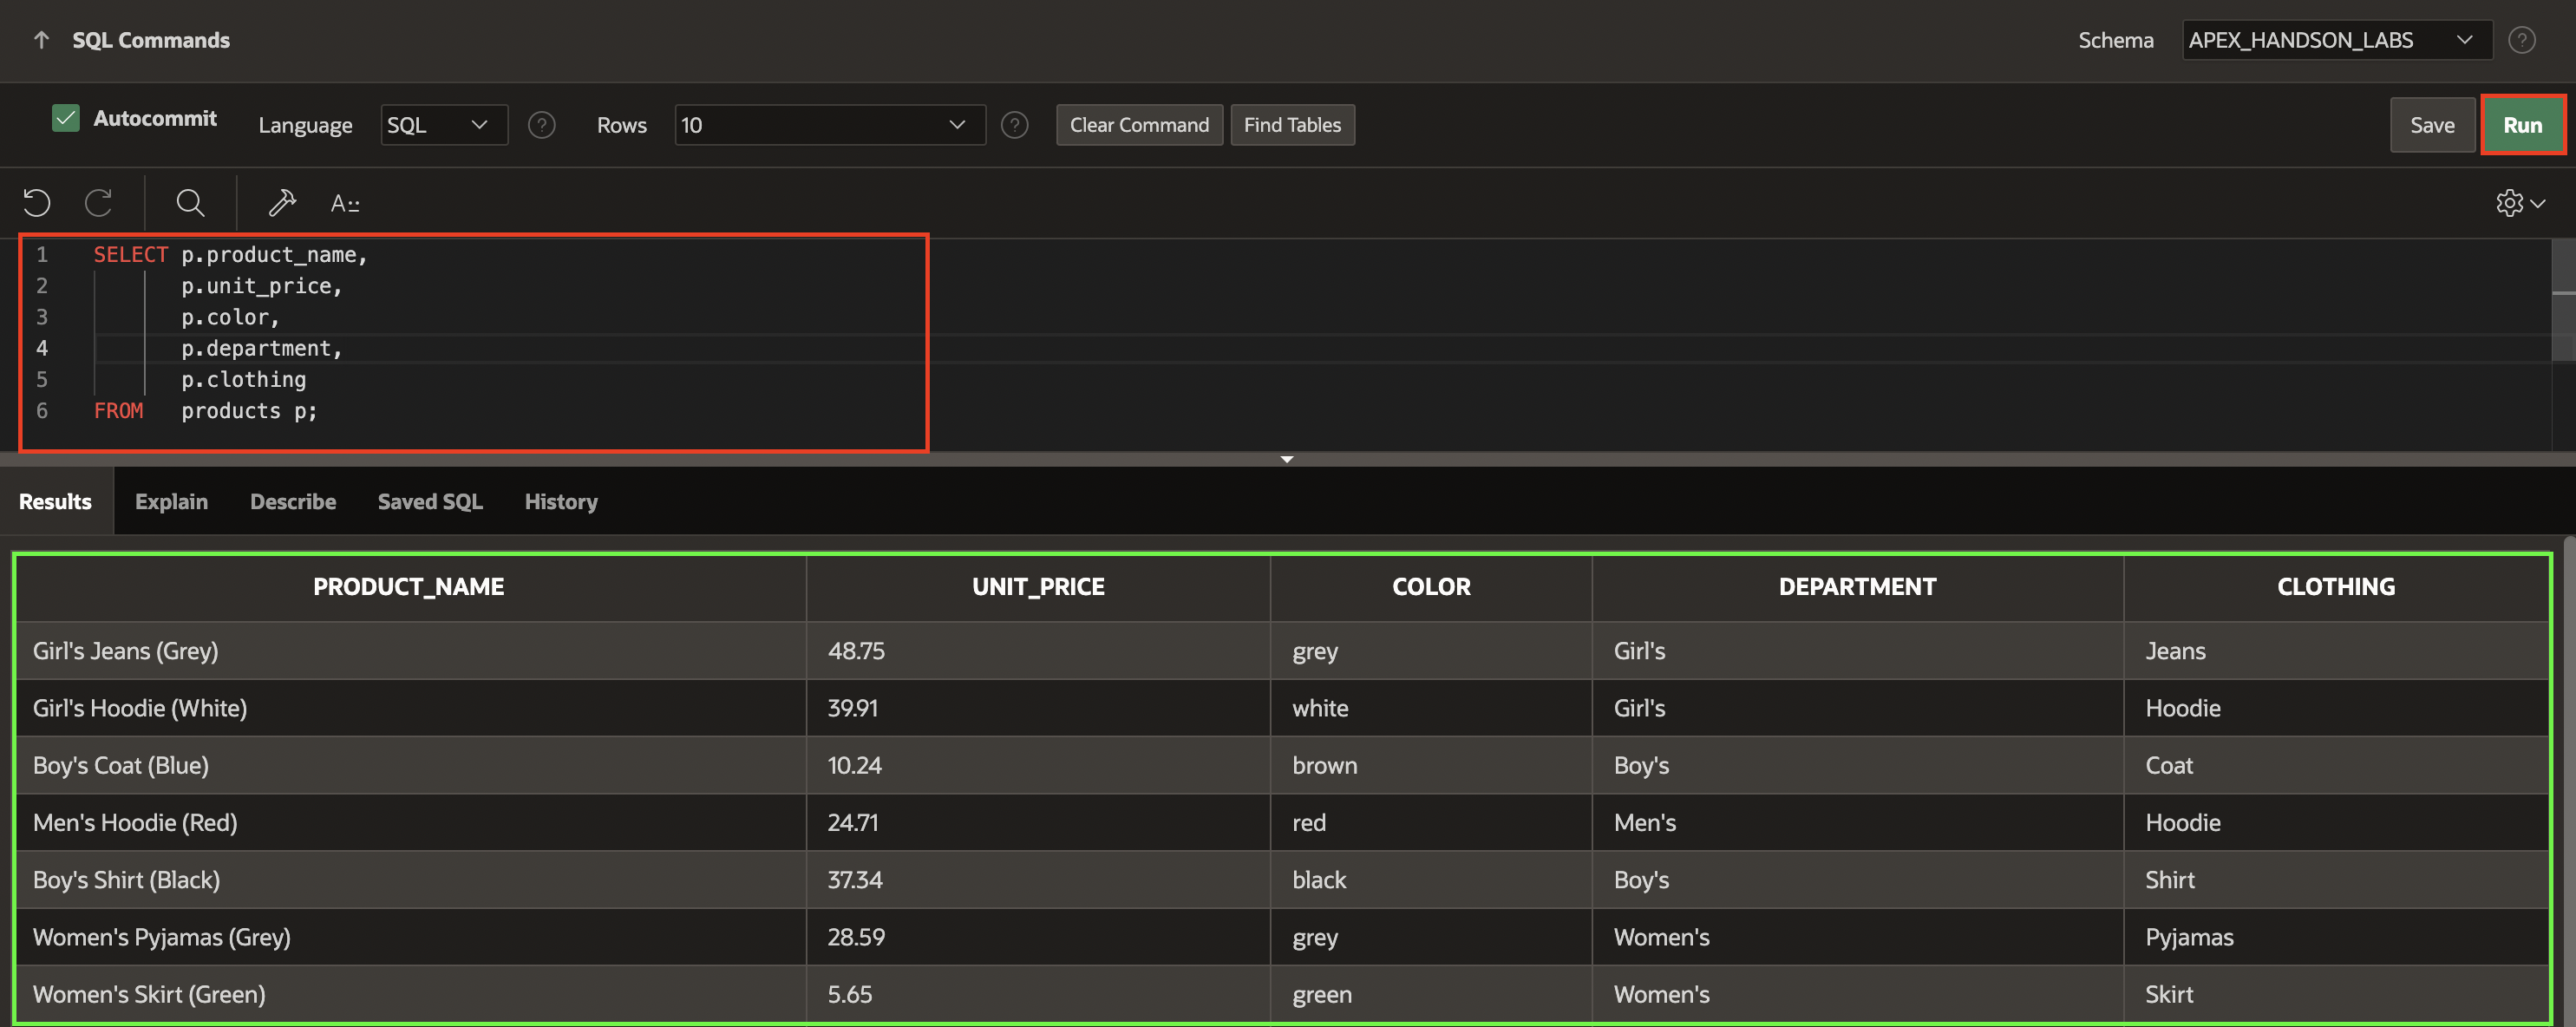 SQL Commands Schema APEX_HANDSON_LABS ?
Autocommit Language SQL ? Rows 10 ? Clear Command Find Tables Save Run
A::
1 SELECT p.product_name,
2 p.unit_price,
3 p.color,
4 p.department,
5 p.clothing
6 FROM products p;
Results Explain Describe Saved SQL History
PRODUCT_NAME UNIT_PRICE COLOR DEPARTMENT CLOTHING
Girl's Jeans (Grey) 48.75 grey Girl's Jeans
Girl's Hoodie (White) 39.91 white Girl's Hoodie
Boy's Coat (Blue) 10.24 brown Boy's Coat
Men's Hoodie (Red) 24.71 red Men's Hoodie
Boy's Shirt (Black) 37.34 black Boy's Shirt
Women's Pyjamas (Grey) 28.59 grey Women's Pyjamas
Women's Skirt (Green) 5.65 green Women's Skirt